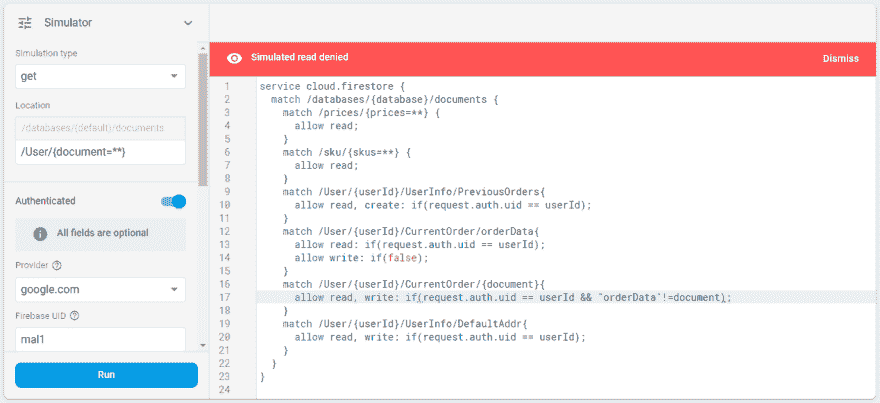 Simulator
Simulation type
get
Location
/databases/(default)/documents
/User/{document=**}
Authenticated
All fields are optional
Provider
google.com
Firebase UID
mal1
Run
Simulated read denied
Dismiss
1 service cloud.firestore {
2 match /databases/{database}/documents {
3 match /prices/{prices=**} {
4 allow read;
5 }
6 match /sku/{skus=**} {
7 allow read;
8 }
9 match /User/{userId}/UserInfo/PreviousOrders{
10 allow read, create: if(request.auth.uid == userId);
11 }
12 match /User/{userId}/CurrentOrder/orderData{
13 allow read: if(request.auth.uid == userId);
14 allow write: if(false);
15 }
16 match /User/{userId}/CurrentOrder/{document}{
17 allow read, write: if(request.auth.uid == userId && "orderData"!=document);
18 }
19 match /User/{userId}/UserInfo/DefaultAddr{
20 allow read, write: if(request.auth.uid == userId);
21 }
22 }
23 }
24